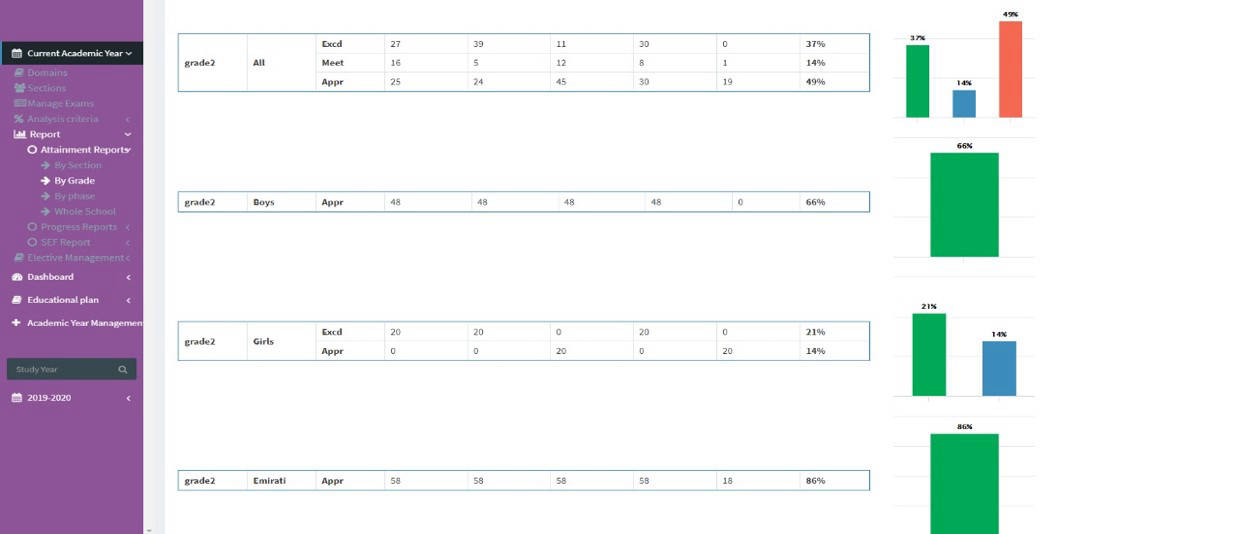 Current Academic Year
Domains
Sections
Manage Exams
Analysis criteria
Report
Attainment Reports
By Section
By Grade
By phase
Whole School
Progress Reports
SEF Report
Elective Management
Dashboard
Educational plan
Academic Year Managemen
Study Year
2019-2020
grade2 All Excd 27 39 11 30 0 37%
Meet 16 5 12 8 1 14%
Appr 25 24 45 30 19 49%
37% 14% 49%
grade2 Boys Appr 48 48 48 48 0 66%
66%
grade2 Girls Excd 20 20 0 20 0 21%
Appr 0 0 20 0 20 14%
21% 14%
grade2 Emirati Appr 58 58 58 58 18 86%
86%